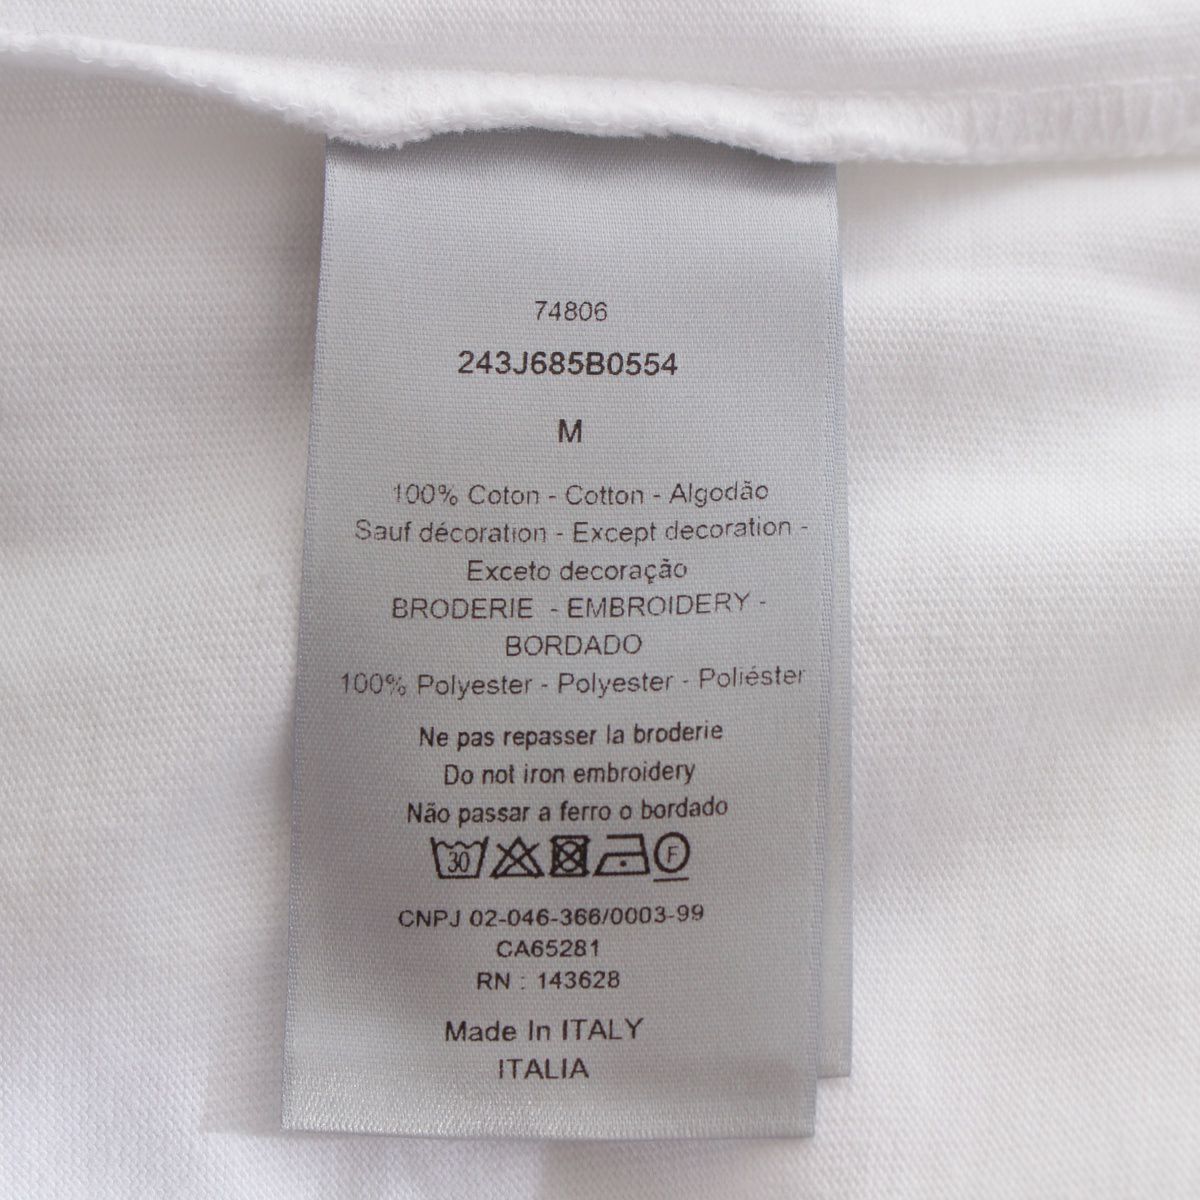 74806
243J685B0554
M
100% Coton - Cotton - Algodão
Sauf décoration - Except decoration -
Exceto decoração
BRODERIE - EMBROIDERY -
BORDADO
100% Polyester - Polyester - Poliéster
Ne pas repasser la broderie
Do not iron embroidery
Não passar a ferro o bordado
30 F
CNPJ 02-046-366/0003-99
CA65281
RN : 143628
Made In ITALY
ITALIA